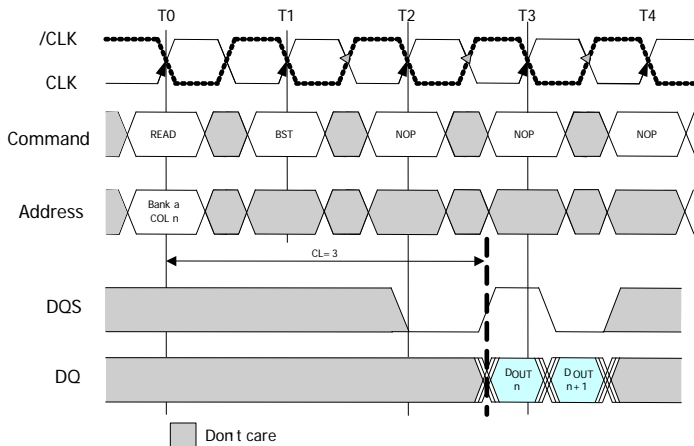 T0 T1 T2 T3 T4
/CLK
CLK
Command READ BST NOP NOP NOP
Address Bank a
COL n
CL= 3
DQS
DQ DOUT DOUT
n n+1
Don't care